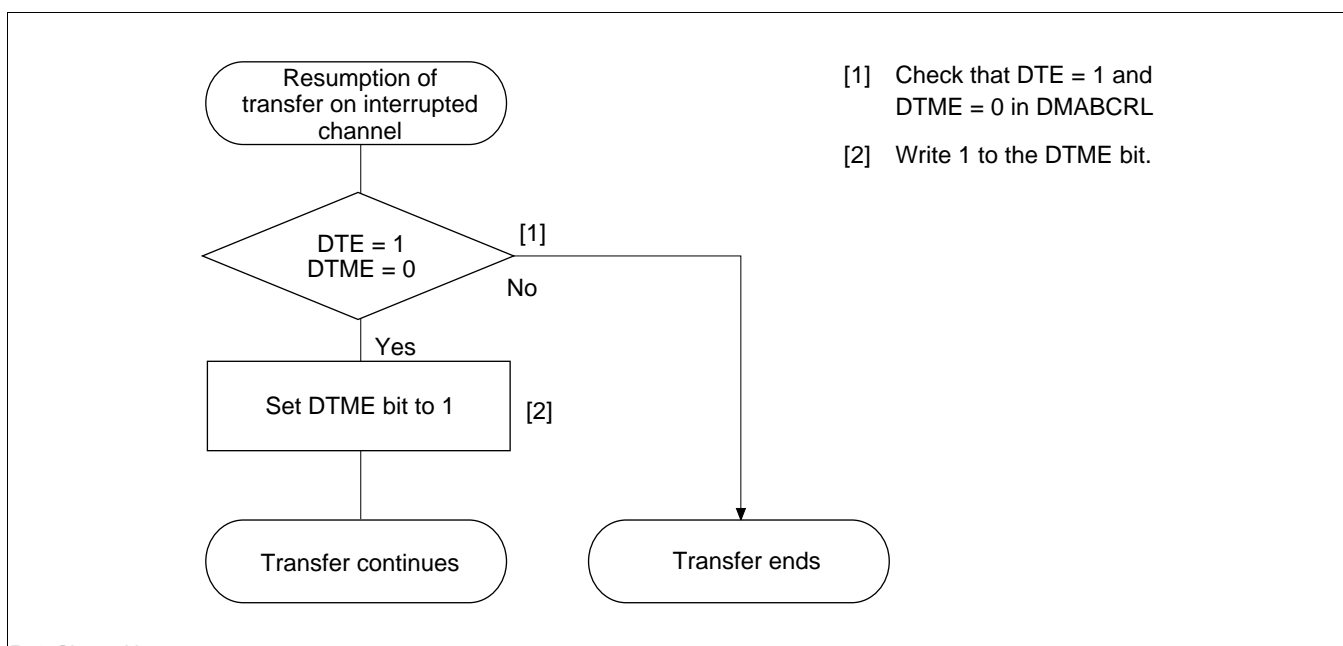 Resumption of
transfer on interrupted
channel
[1] Check that DTE = 1 and
DTME = 0 in DMABCRL
[2] Write 1 to the DTME bit.
DTE = 1
DTME = 0
[1]
No
Yes
Set DTME bit to 1
[2]
Transfer continues
Transfer ends